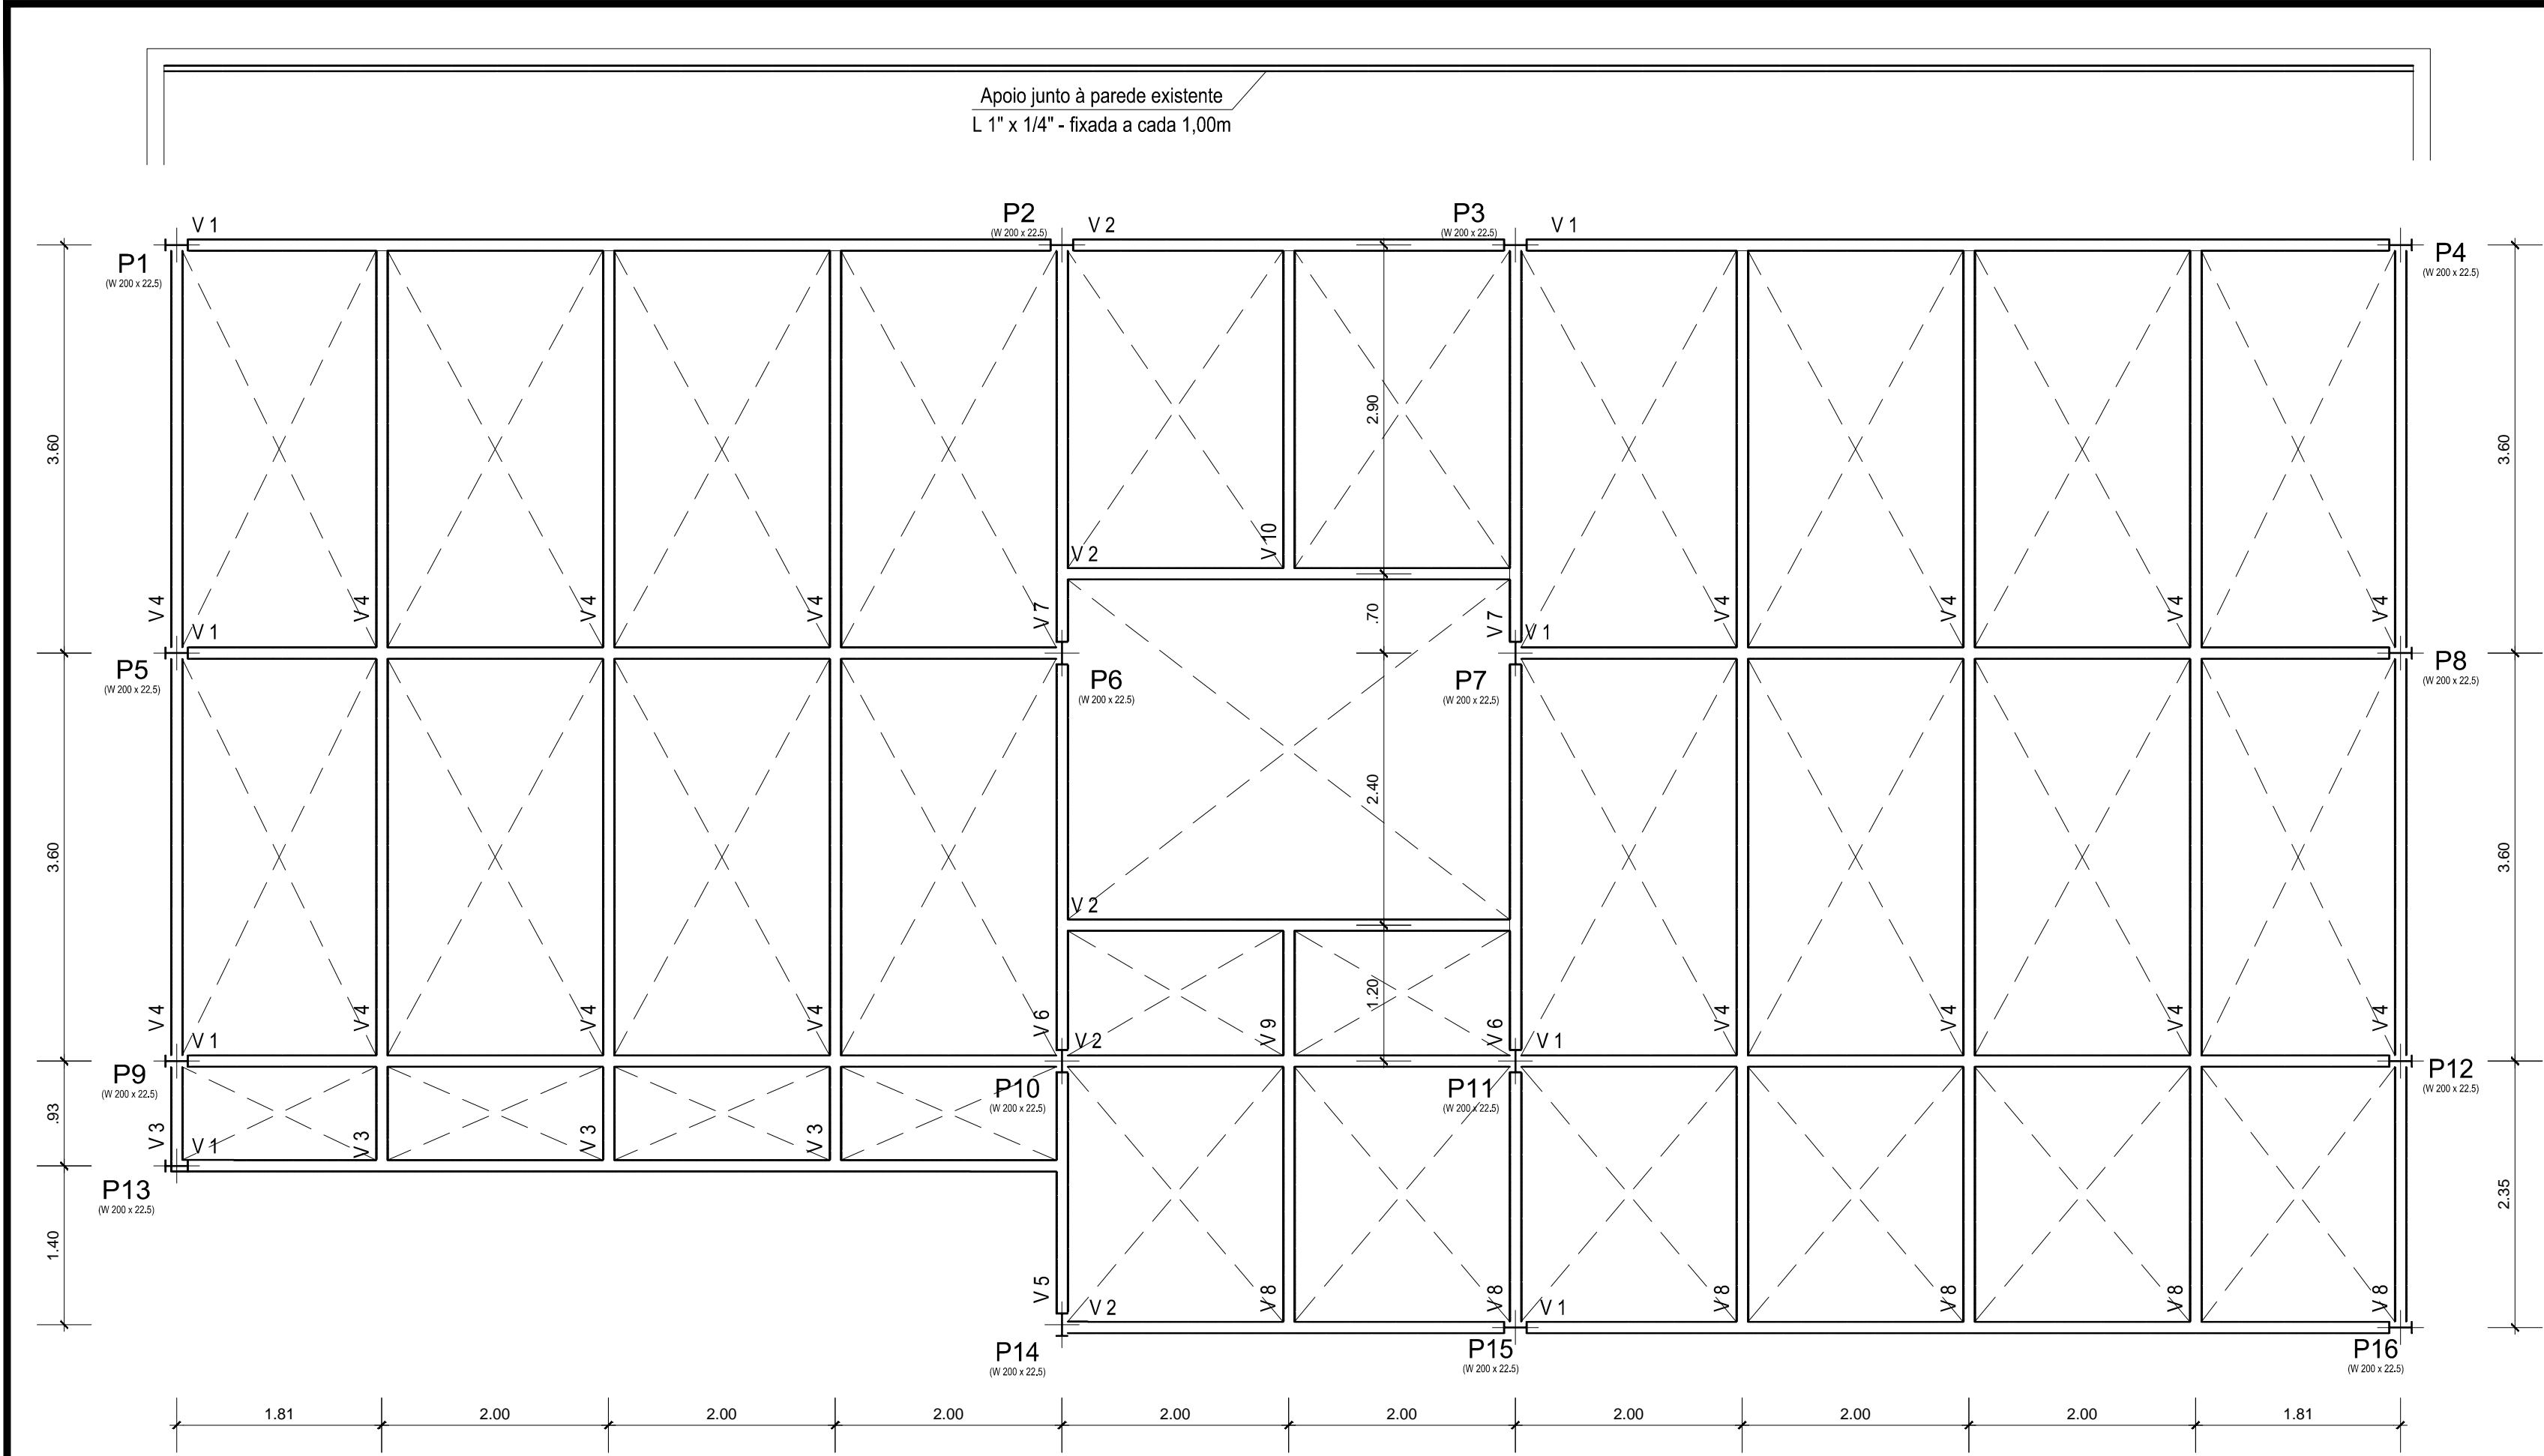 Apoio junto à parede existente
L 1" x 1/4" - fixada a cada 1,00m
V 1
P2
(W 200 x 22.5)
V 2
P3
(W 200 x 22.5)
V 1
P1
(W 200 x 22.5)
P4
(W 200 x 22.5)
3.60
2.90
3.60
V 2
V 10
V 4
V 4
V 4
V 4
V 7
.70
V 7
V 4
V 4
V 4
V 4
V 1
V 1
P5
(W 200 x 22.5)
P6
(W 200 x 22.5)
P7
(W 200 x 22.5)
P8
(W 200 x 22.5)
3.60
2.40
3.60
V 2
1.20
V 4
V 4
V 4
V 4
V 6
V 9
V 6
V 4
V 4
V 4
V 4
V 1
V 2
V 1
P9
(W 200 x 22.5)
P10
(W 200 x 22.5)
P11
(W 200 x 22.5)
P12
(W 200 x 22.5)
.93
V 3
V 3
V 3
V 3
V 1
P13
(W 200 x 22.5)
2.35
1.40
V 5
V 8
V 8
V 8
V 8
V 8
V 8
V 2
V 1
P14
(W 200 x 22.5)
P15
(W 200 x 22.5)
P16
(W 200 x 22.5)
1.81
2.00
2.00
2.00
2.00
2.00
2.00
2.00
2.00
1.81